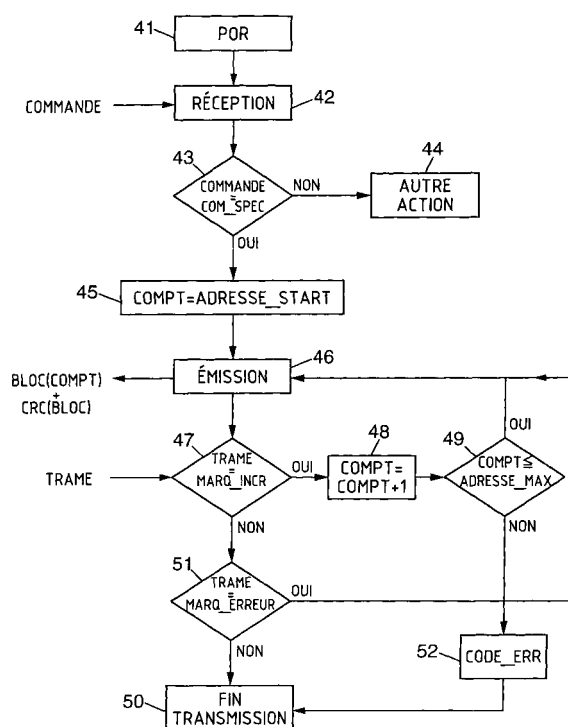 41
POR
COMMANDE
RÉCEPTION
42
43
COMMANDE
=
COM_SPEC
NON
OUI
44
AUTRE
ACTION
45
COMPT=ADRESSE_START
46
ÉMISSION
BLOC(COMPT)
+
CRC(BLOC)
47
TRAME
TRAME
=
MARQ_INCR
OUI
NON
48
COMPT=
COMPT+1
49
COMPT≦
ADRESSE_MAX
OUI
NON
51
TRAME
=
MARQ_ERREUR
OUI
NON
52
CODE_ERR
50
FIN
TRANSMISSION